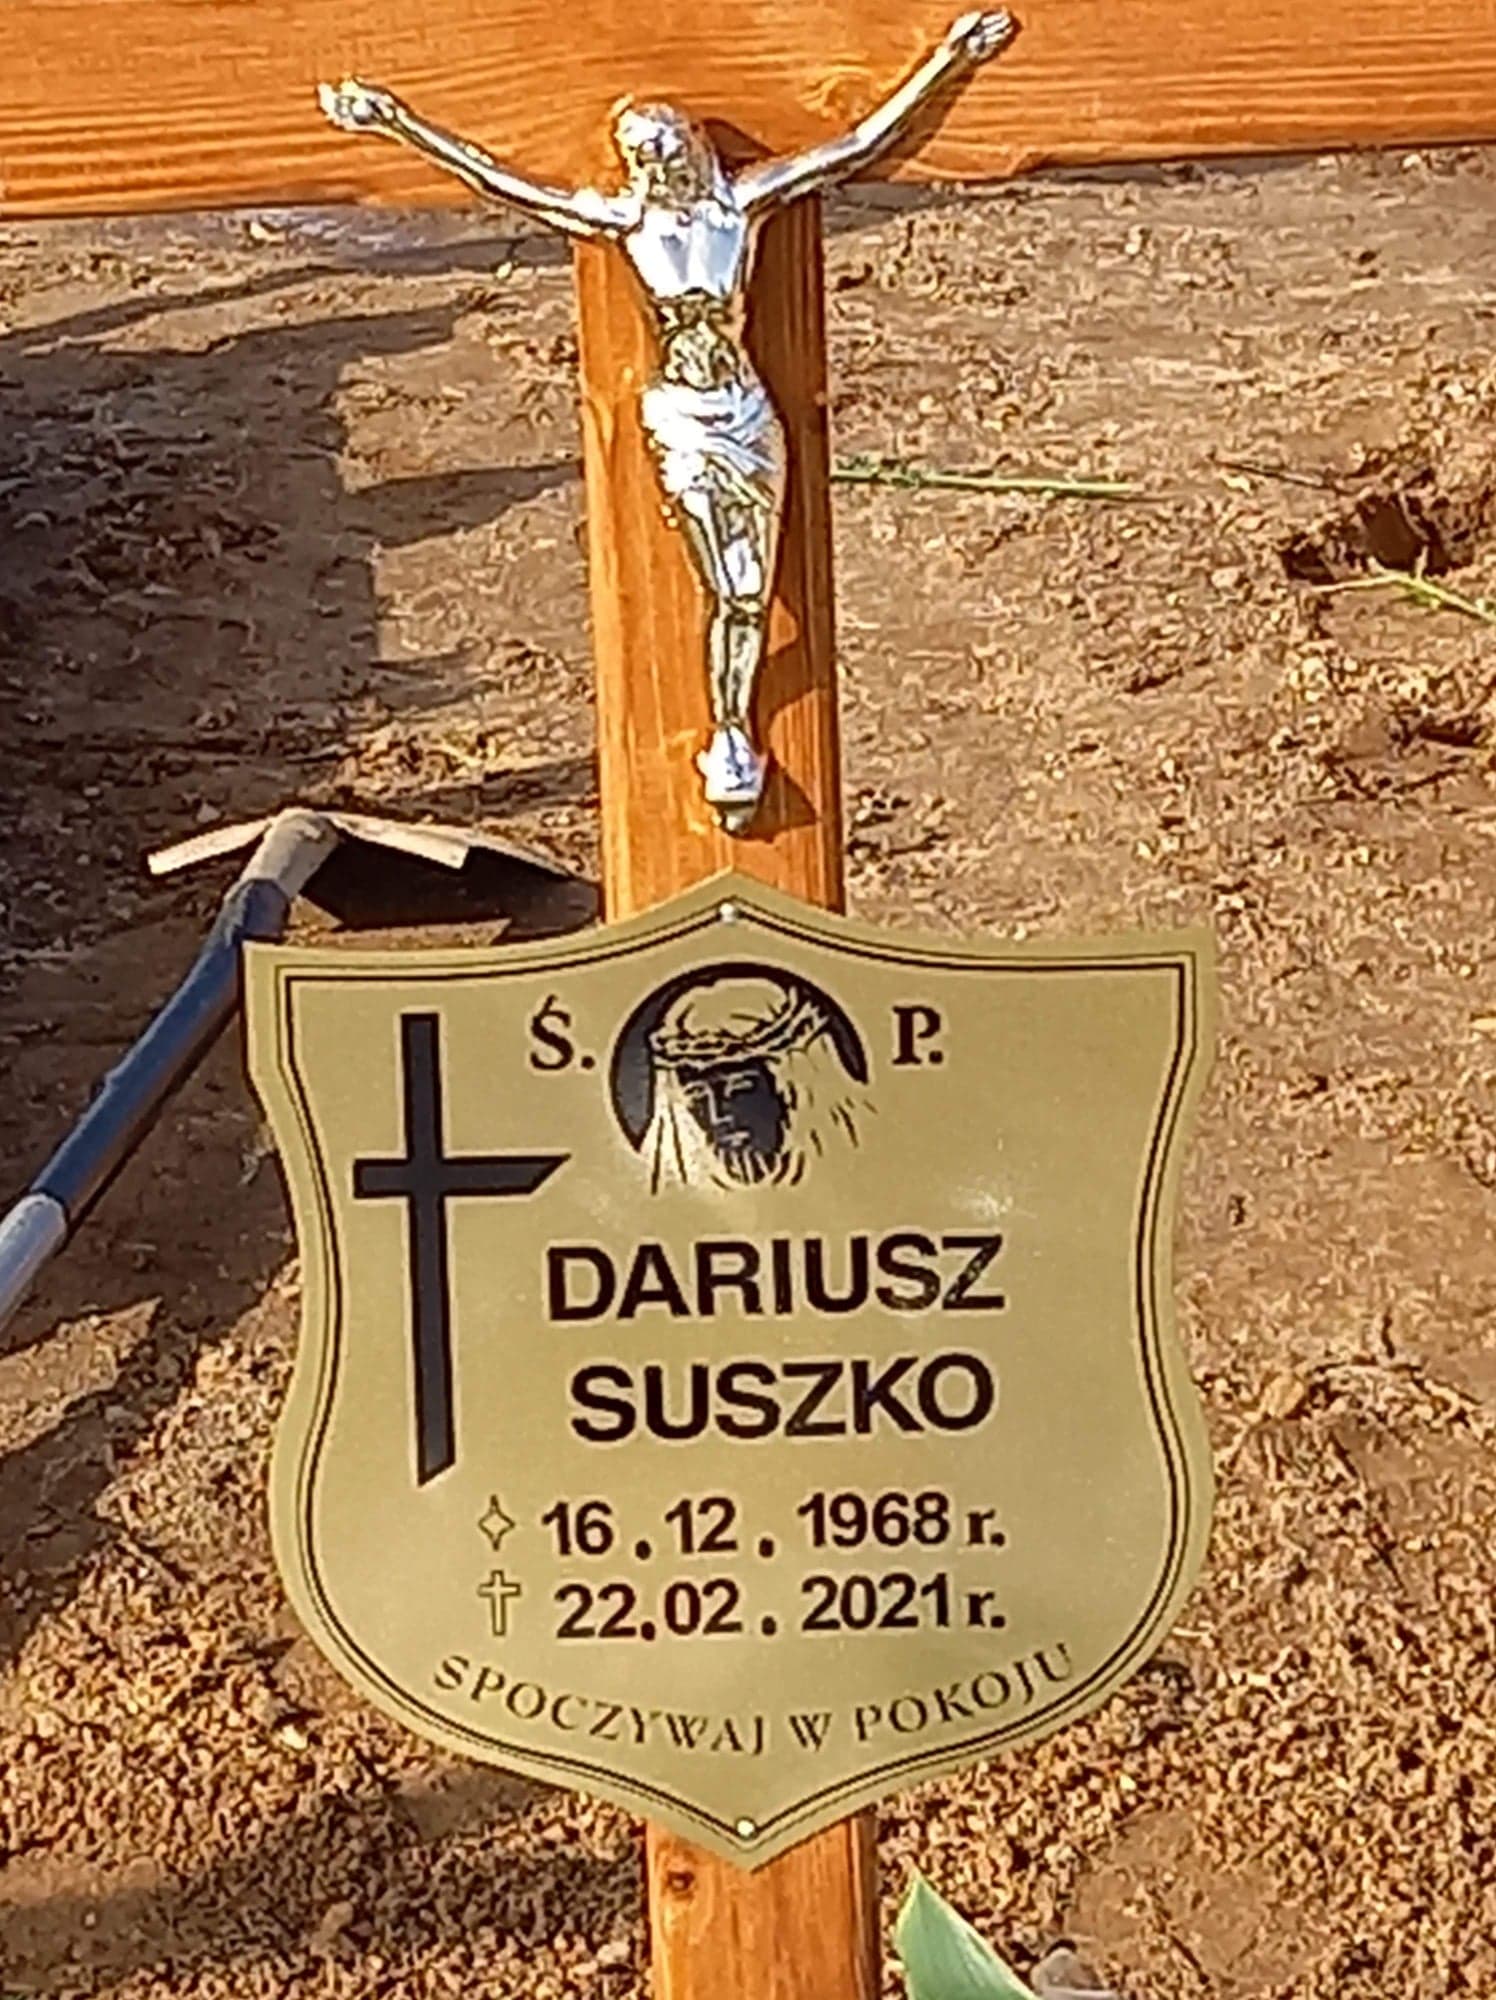 Ś. P.
DARIUSZ
SUSZKO
16.12.1968 r.
22.02.2021 r.
SPOCZYWAJ W POKOJU